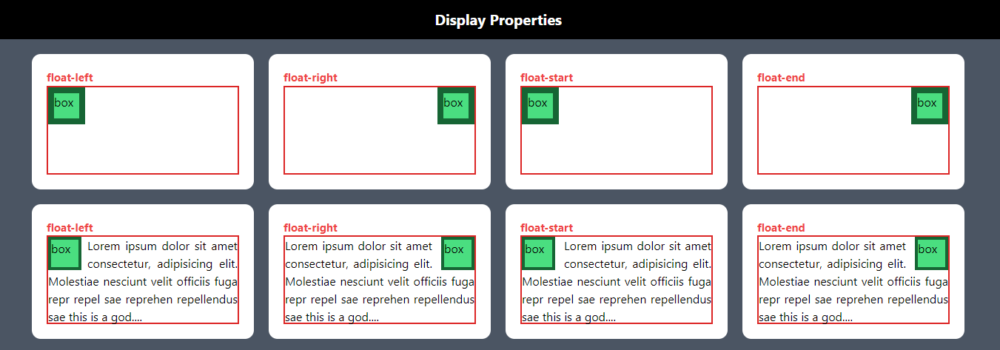 Display Properties
float-left
box
float-right
box
float-start
box
float-end
box
float-left
box
Lorem ipsum dolor sit amet
consectetur, adipisicing elit.
Molestiae nesciunt velit officiis fuga
repr repel sae reprehen repellendus
sae this is a god....
float-right
Lorem ipsum dolor sit amet
box
consectetur, adipisicing elit.
Molestiae nesciunt velit officiis fuga
repr repel sae reprehen repellendus
sae this is a god....
float-start
box
Lorem ipsum dolor sit amet
consectetur, adipisicing elit.
Molestiae nesciunt velit officiis fuga
repr repel sae reprehen repellendus
sae this is a god....
float-end
Lorem ipsum dolor sit amet
box
consectetur, adipisicing elit.
Molestiae nesciunt velit officiis fuga
repr repel sae reprehen repellendus
sae this is a god....